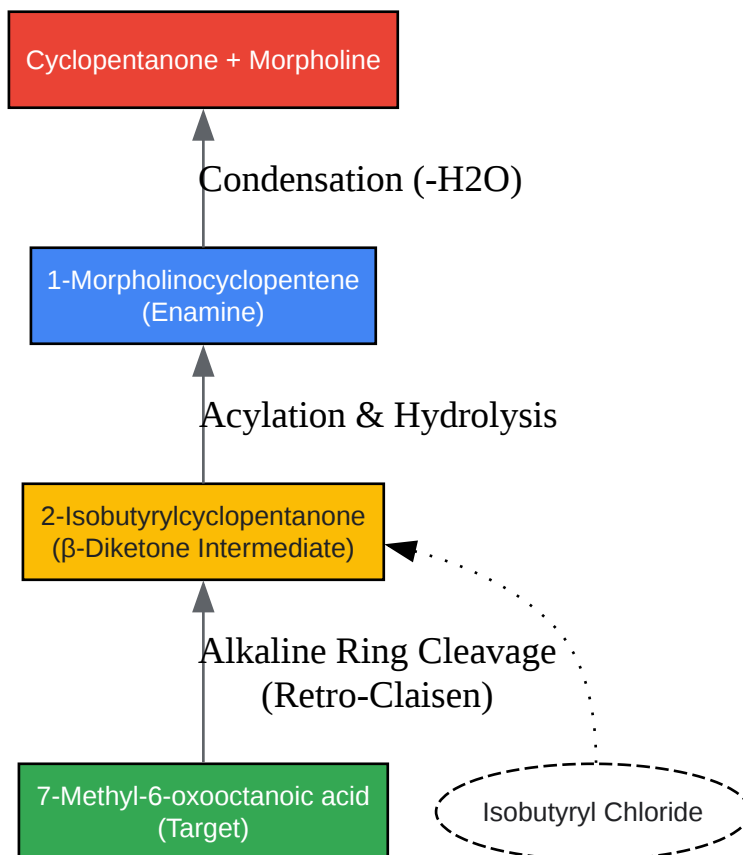 Cyclopentanone + Morpholine
Condensation (-H2O)
1-Morpholinocyclopentene
(Enamine)
Acylation & Hydrolysis
2-Isobutyrylcyclopentanone
(β-Diketone Intermediate)
Alkaline Ring Cleavage
(Retro-Claisen)
7-Methyl-6-oxooctanoic acid
(Target)
Isobutyryl Chloride